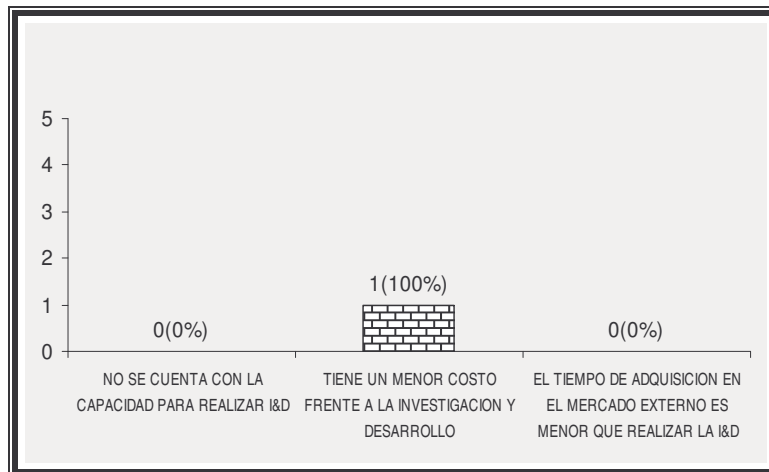 5
4
3
2
1
0
0(0%)
1(100%)
0(0%)
NO SE CUENTA CON LA
CAPACIDAD PARA REALIZAR I&D
TIENE UN MENOR COSTO
FRENTE A LA INVESTIGACION Y
DESARROLLO
EL TIEMPO DE ADQUISICION EN
EL MERCADO EXTERNO ES
MENOR QUE REALIZAR LA I&D